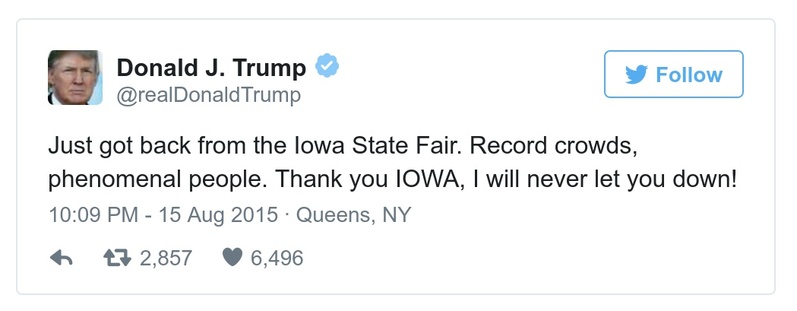 Donald J. Trump
@realDonaldTrump
Follow
Just got back from the Iowa State Fair. Record crowds,
phenomenal people. Thank you IOWA, I will never let you down!
10:09 PM - 15 Aug 2015 · Queens, NY
2,857 6,496